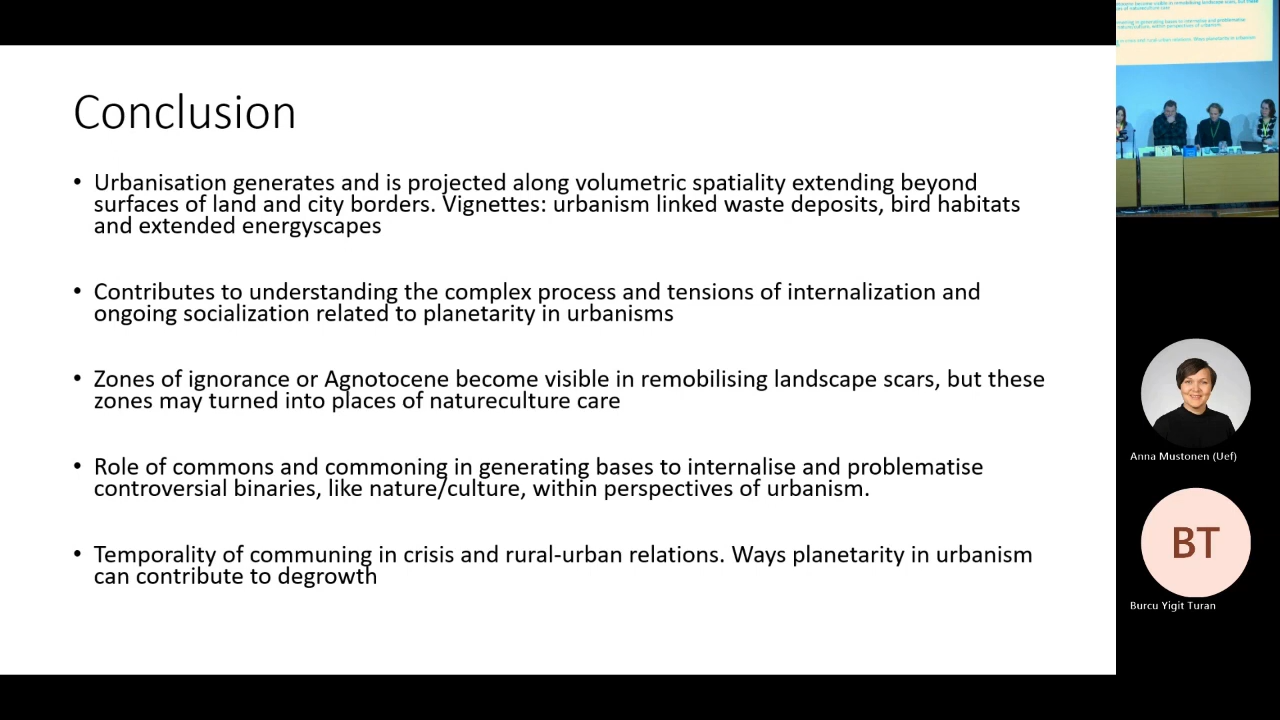 Conclusion
• Urbanisation generates and is projected along volumetric spatiality extending beyond
surfaces of land and city borders. Vignettes: urbanism linked waste deposits, bird habitats
and extended energyscapes
• Contributes to understanding the complex process and tensions of internalization and
ongoing socialization related to planetarity in urbanisms
• Zones of ignorance or Agnotocene become visible in remobilising landscape scars, but these
zones may turned into places of natureculture care
• Role of commons and commoning in generating bases to internalise and problematise
controversial binaries, like nature/culture, within perspectives of urbanism.
• Temporality of communing in crisis and rural-urban relations. Ways planetarity in urbanism
can contribute to degrowth
Anna Mustonen (Uef)
BT
Burcu Yigit Turan